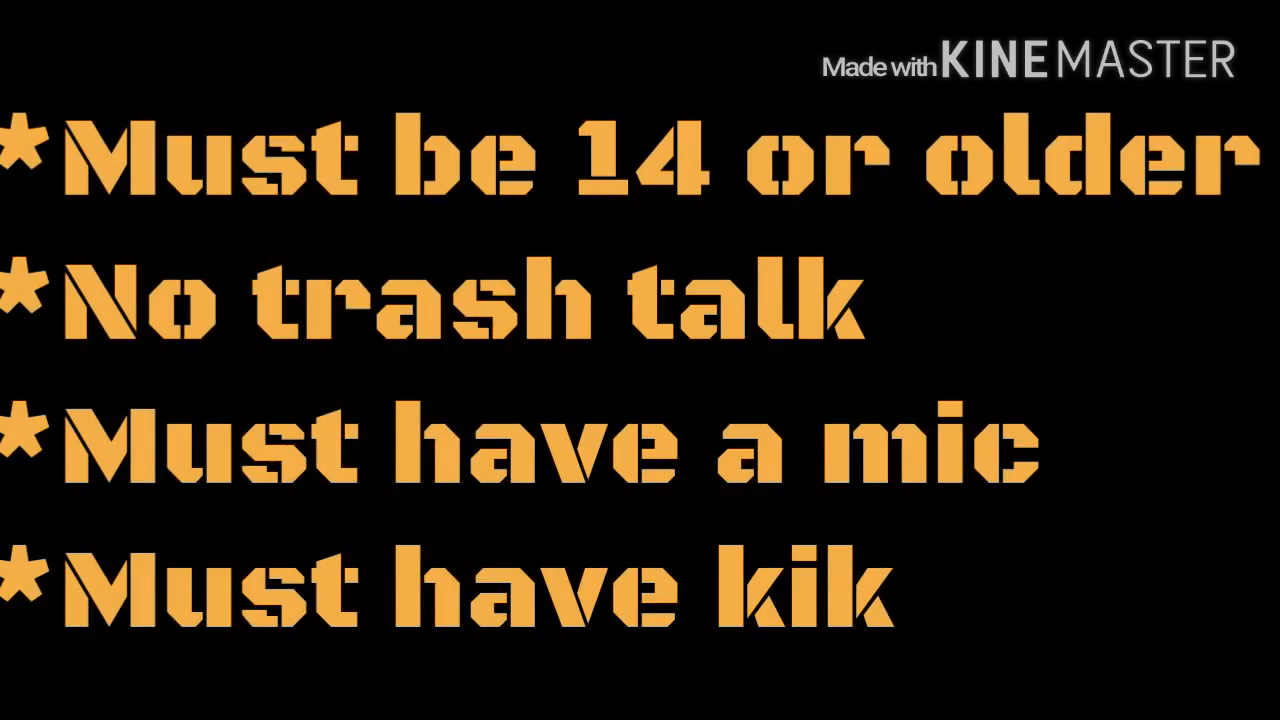 Made with KINEMASTER
*Must be 14 or older
*No trash talk
*Must have a mic
*Must have kik